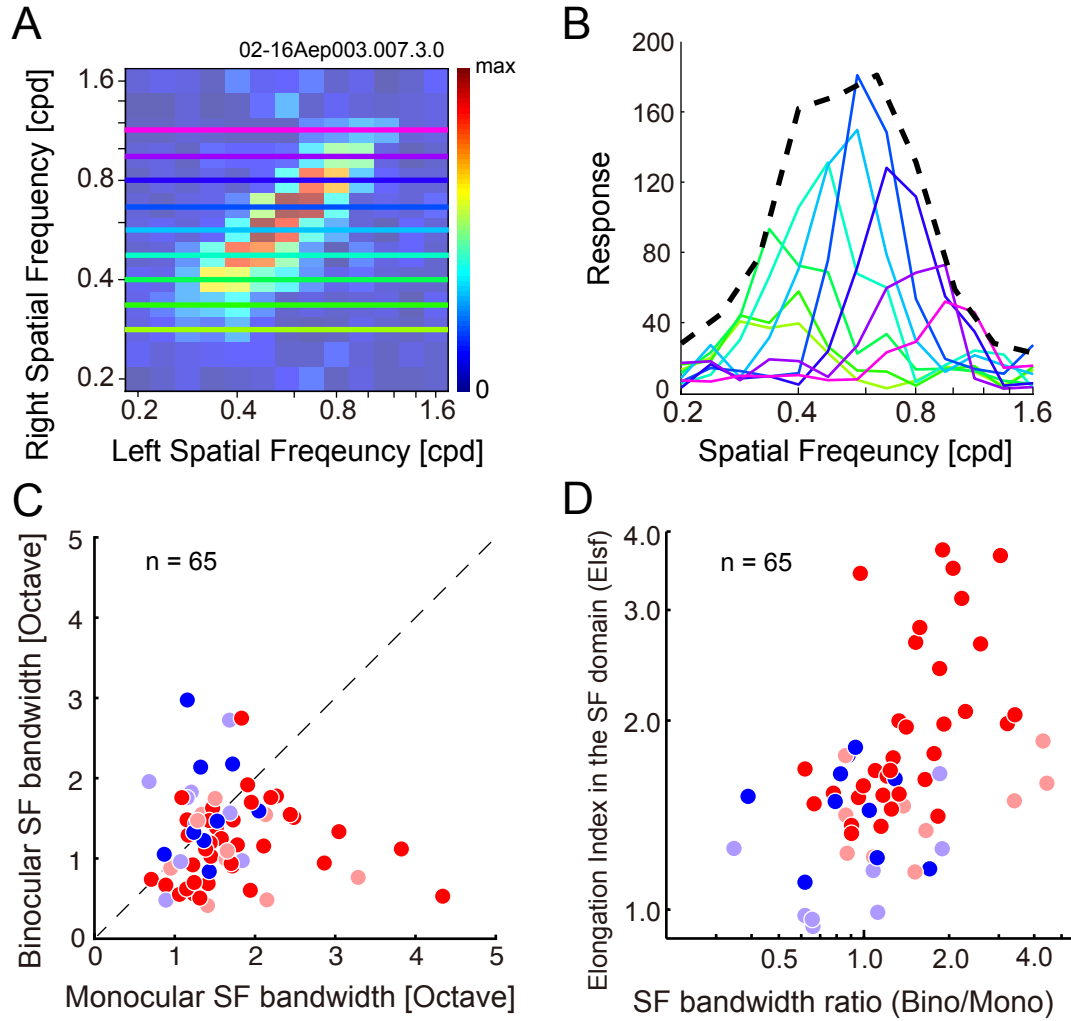 A
02-16Aep003.007.3.0
Right Spatial Frequency [cpd]
1.6
0.8
0.4
0.2
0.2 0.4 0.8 1.6
Left Spatial Freqeuncy [cpd]
max
0
B
Response
200
160
120
80
40
0
0.2 0.4 0.8 1.6
Spatial Freqeuncy [cpd]
C
n = 65
Binocular SF bandwidth [Octave]
5
4
3
2
1
0
0 1 2 3 4 5
Monocular SF bandwidth [Octave]
D
n = 65
Elongation Index in the SF domain (EIsf)
4.0
3.0
2.0
1.0
0.5 1.0 2.0 4.0
SF bandwidth ratio (Bino/Mono)